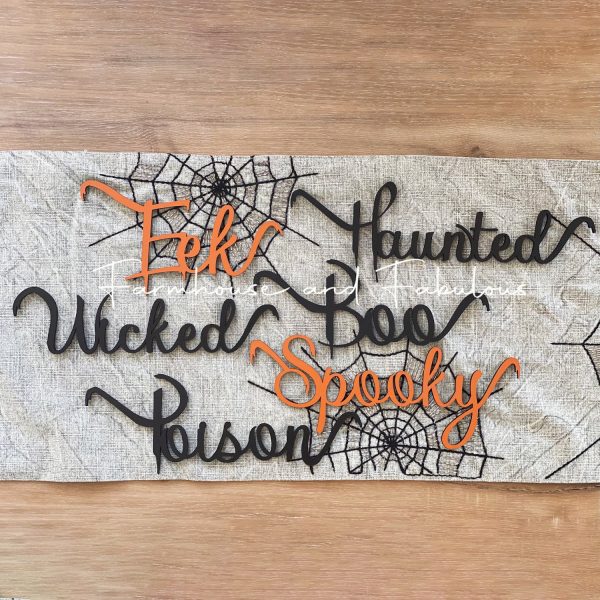 Eek
Haunted
Farmhouse and Fabulous
Wicked
Boo
Spooky
Poison